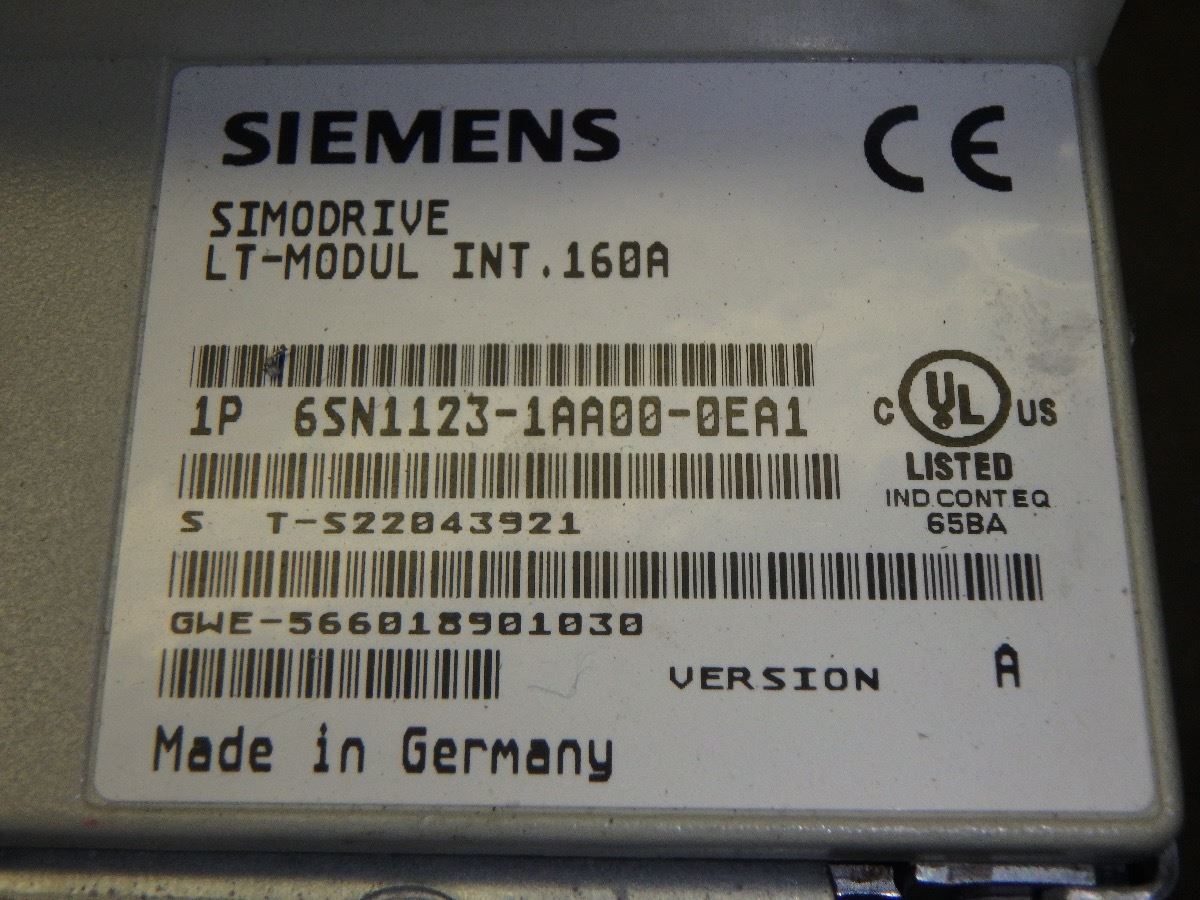 SIEMENS
CE
SIMODRIVE
LT-MODUL INT.160A
1P 6SN1123-1AA00-0EA1
C UL US
LISTED
IND.CONT.EQ
65BA
S T-S22043921
GWE-566018901030
VERSION A
Made in Germany